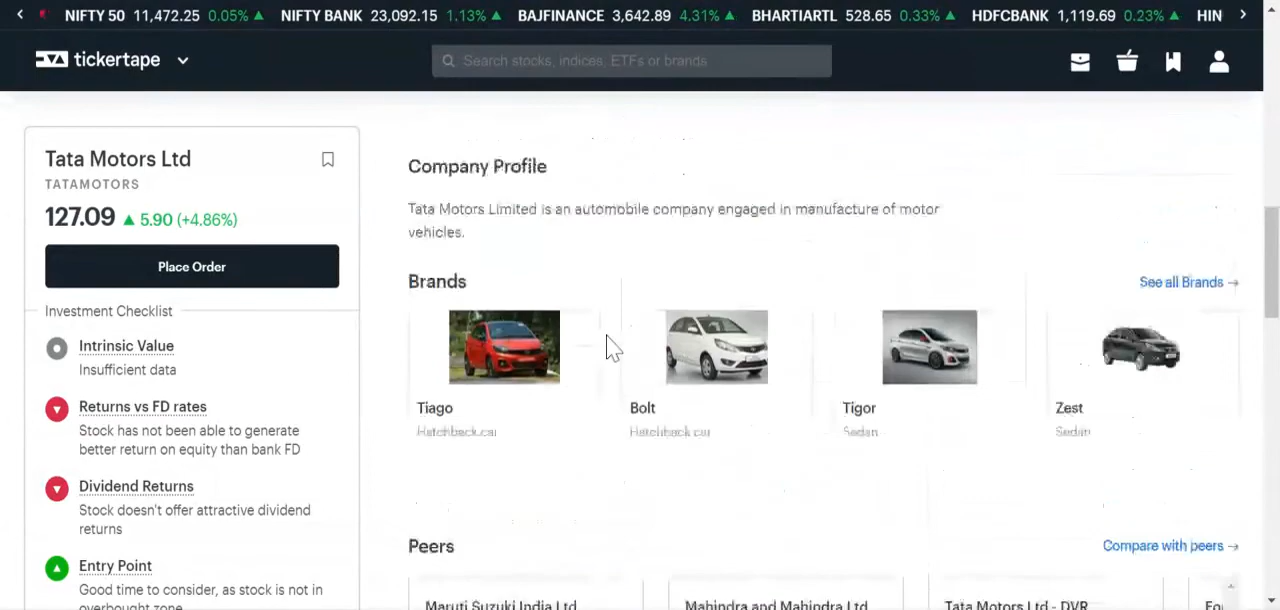 NIFTY 50 11,472.25 0.05% ▲ NIFTY BANK 23,092.15 1.13% ▲ BAJFINANCE 3,642.89 4.31% ▲ BHARTIARTL 528.65 0.33% ▲ HDFCBANK 1,119.69 0.23% ▲ HIN
tickertape
Search stocks, indices, ETFs or brands
Tata Motors Ltd
TATAMOTORS
127.09 ▲ 5.90 (+4.86%)
Place Order
Investment Checklist
Intrinsic Value
Insufficient data
Returns vs FD rates
Stock has not been able to generate
better return on equity than bank FD
Dividend Returns
Stock doesn't offer attractive dividend
returns
Entry Point
Good time to consider, as stock is not in
overbought zone
Company Profile
Tata Motors Limited is an automobile company engaged in manufacture of motor
vehicles.
Brands
See all Brands →
Tiago
Hatchback car
Bolt
Hatchback car
Tigor
Sedan
Zest
Sedan
Peers
Compare with peers →
Maruti Suzuki India Ltd
Mahindra and Mahindra Ltd
Tata Motors Ltd - DVR